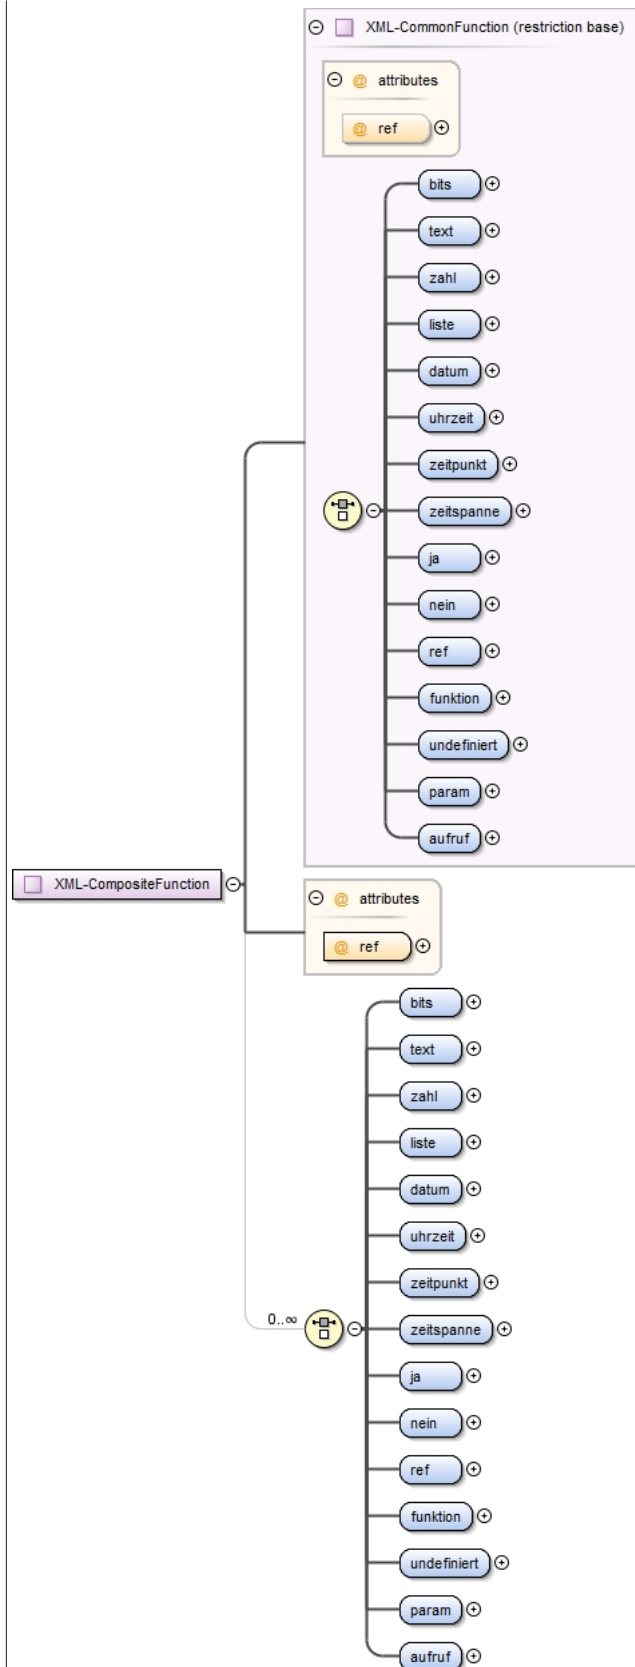 XML-CommonFunction (restriction base)
@ attributes
@ ref
bits
text
zahl
liste
datum
uhrzeit
zeitpunkt
zeitspanne
ja
nein
ref
funktion
undefiniert
param
aufruf
XML-CompositeFunction
@ attributes
@ ref
bits
text
zahl
liste
datum
uhrzeit
zeitpunkt
0..∞
zeitspanne
ja
nein
ref
funktion
undefiniert
param
aufruf